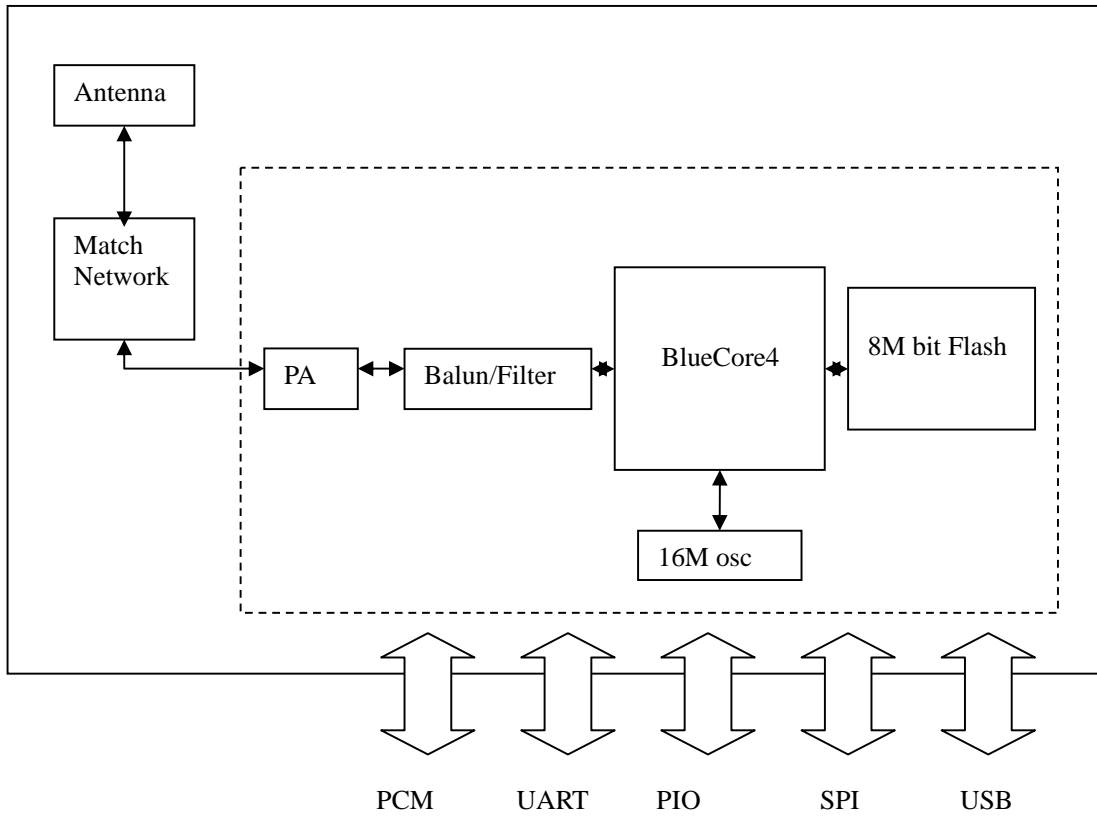 Antenna
Match
Network
PA
Balun/Filter
BlueCore4
8M bit Flash
16M osc
PCM
UART
PIO
SPI
USB